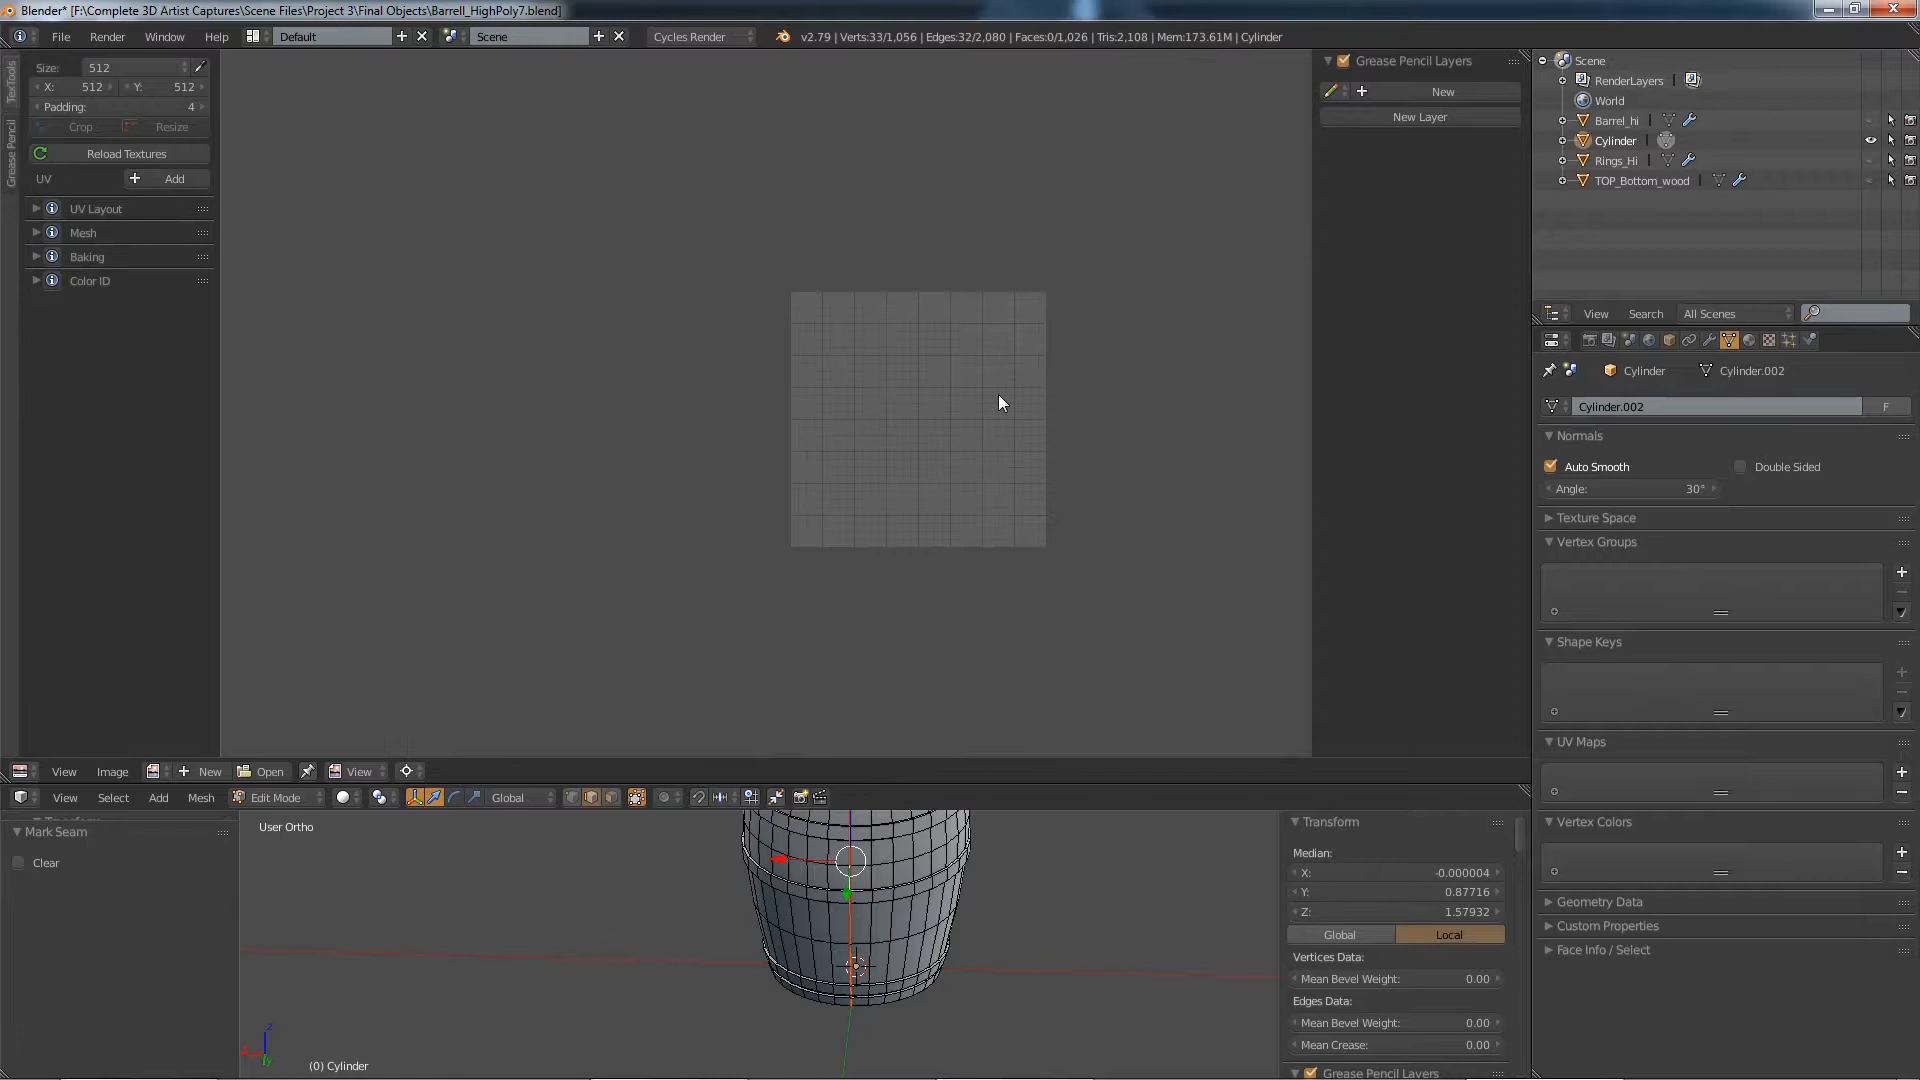 Blender* [F:\Complete 3D Artist Captures\Scene Files\Project 3\Final Objects\Barrell_HighPoly7.blend]
File Render Window Help Default Scene Cycles Render v2.79 | Verts:33/1,056 | Edges:32/2,080 | Faces:0/1,026 | Tris:2,108 | Mem:173.61M | Cylinder
TexTools
Grease Pencil
Size: 512
X: 512 Y: 512
Padding: 4
Crop Resize
Reload Textures
UV Add
UV Layout
Mesh
Baking
Color ID
Grease Pencil Layers
New
New Layer
Scene
RenderLayers
World
Barrel_hi
Cylinder
Rings_Hi
TOP_Bottom_wood
View Search All Scenes
Cylinder Cylinder.002
Cylinder.002 F
Normals
Auto Smooth Double Sided
Angle: 30°
Texture Space
Vertex Groups
Shape Keys
UV Maps
Vertex Colors
Geometry Data
Custom Properties
Face Info / Select
View Image New Open View
View Select Add Mesh Edit Mode Global
Mark Seam
Clear
User Ortho
z
y
(0) Cylinder
Transform
Median:
X: -0.000004
Y: 0.87716
Z: 1.57932
Global Local
Vertices Data:
Mean Bevel Weight: 0.00
Edges Data:
Mean Bevel Weight: 0.00
Mean Crease: 0.00
Grease Pencil Layers